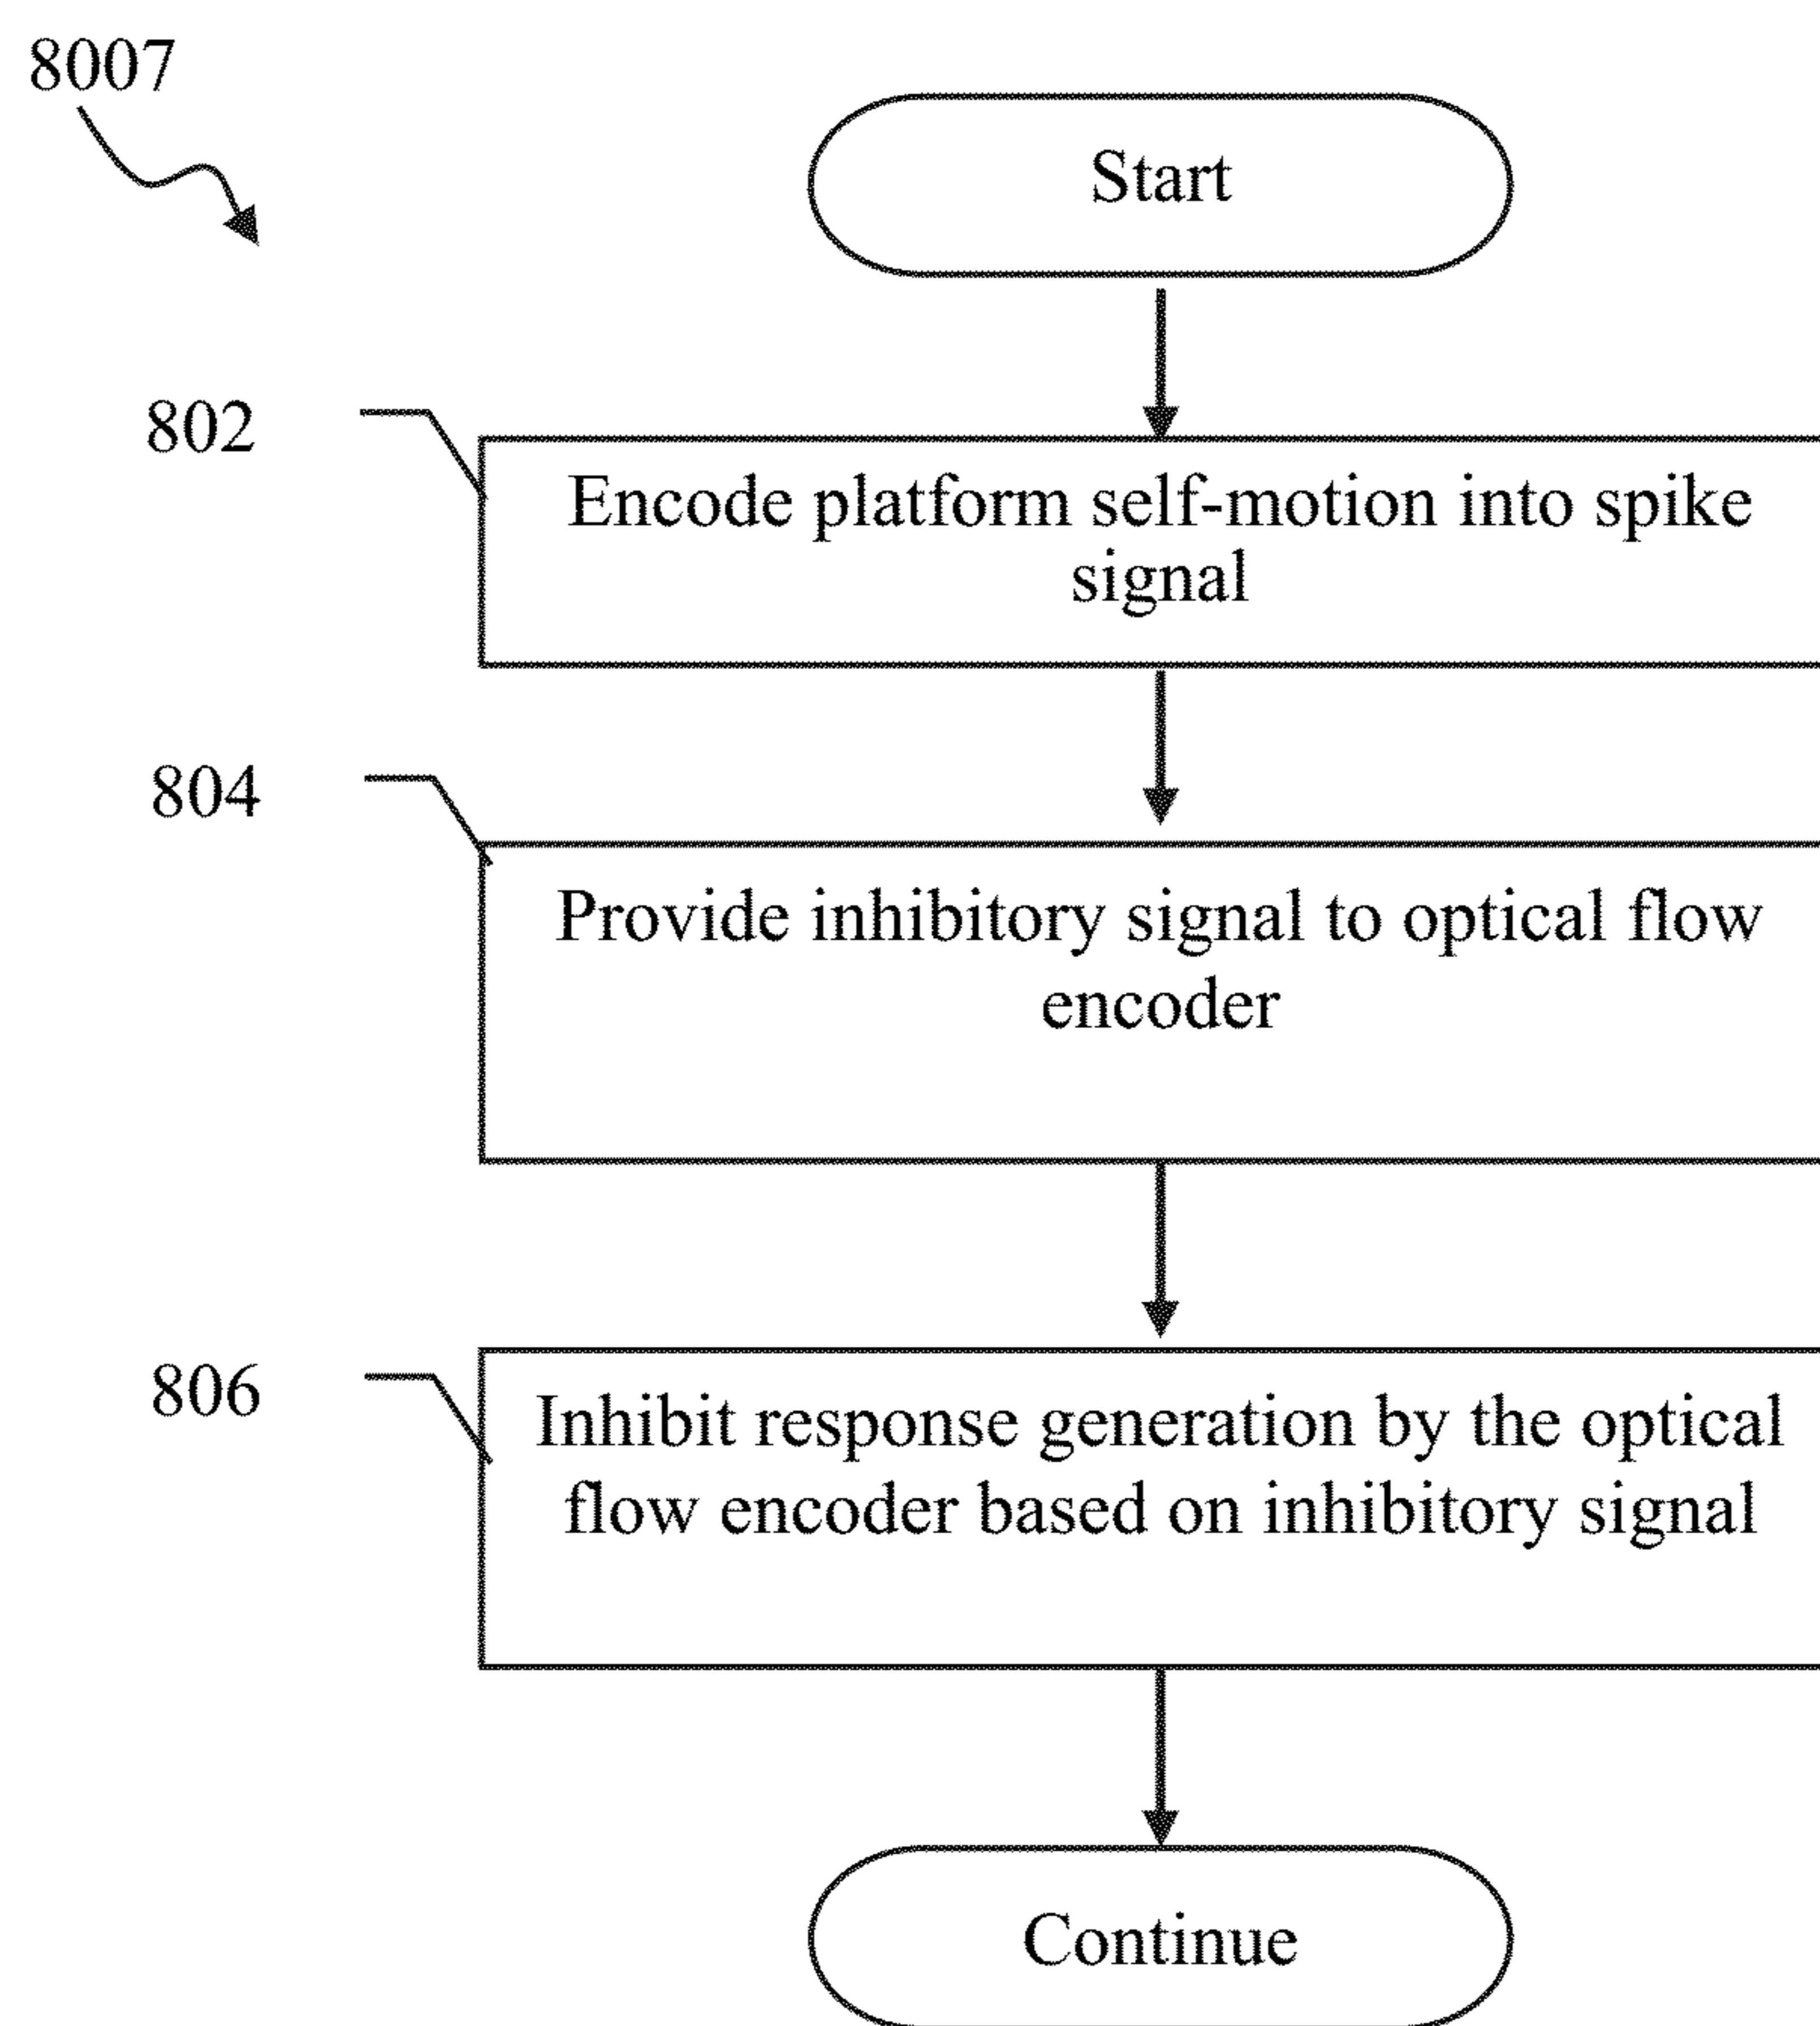 8007
Start
802
Encode platform self-motion into spike
signal
804
Provide inhibitory signal to optical flow
encoder
806
Inhibit response generation by the optical
flow encoder based on inhibitory signal
Continue